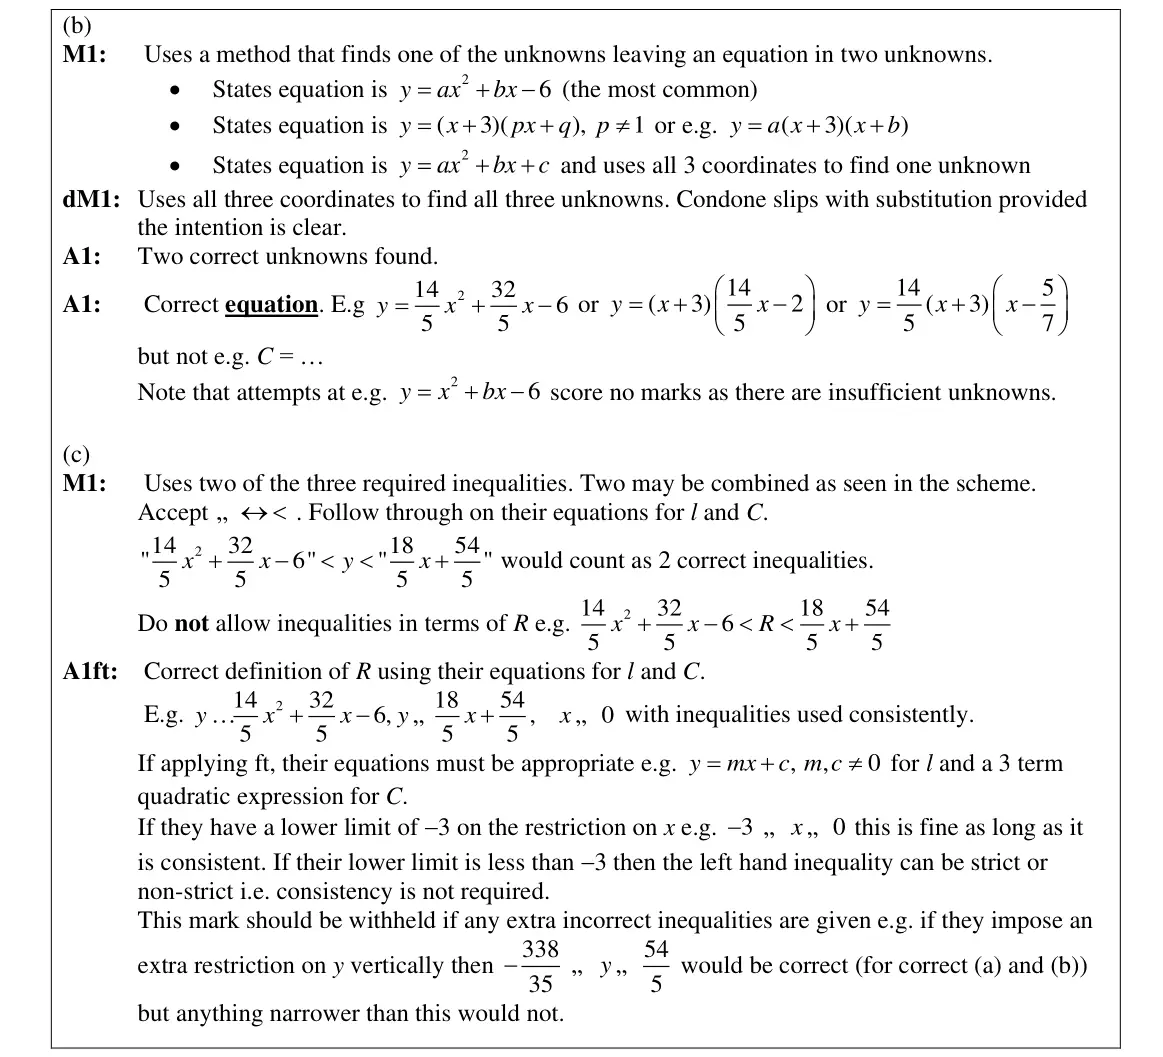 (b)
M1: Uses a method that finds one of the unknowns leaving an equation in two unknowns.
• States equation is y = ax² + bx − 6 (the most common)
• States equation is y = (x + 3)(px + q), p ≠ 1 or e.g. y = a(x + 3)(x + b)
• States equation is y = ax² + bx + c and uses all 3 coordinates to find one unknown
dM1: Uses all three coordinates to find all three unknowns. Condone slips with substitution provided
the intention is clear.
A1: Two correct unknowns found.
A1: Correct equation. E.g y = 14/5 x² + 32/5 x − 6 or y = (x + 3)(14/5 x − 2) or y = 14/5 (x + 3)(x − 5/7)
but not e.g. C = …
Note that attempts at e.g. y = x² + bx − 6 score no marks as there are insufficient unknowns.
(c)
M1: Uses two of the three required inequalities. Two may be combined as seen in the scheme.
Accept ,, ↔ < . Follow through on their equations for l and C.
"14/5 x² + 32/5 x − 6" < y < "18/5 x + 54/5" would count as 2 correct inequalities.
Do not allow inequalities in terms of R e.g. 14/5 x² + 32/5 x − 6 < R < 18/5 x + 54/5
A1ft: Correct definition of R using their equations for l and C.
E.g. y … 14/5 x² + 32/5 x − 6, y ,, 18/5 x + 54/5, x ,, 0 with inequalities used consistently.
If applying ft, their equations must be appropriate e.g. y = mx + c, m, c ≠ 0 for l and a 3 term
quadratic expression for C.
If they have a lower limit of −3 on the restriction on x e.g. −3 ,, x ,, 0 this is fine as long as it
is consistent. If their lower limit is less than −3 then the left hand inequality can be strict or
non-strict i.e. consistency is not required.
This mark should be withheld if any extra incorrect inequalities are given e.g. if they impose an
extra restriction on y vertically then −338/35 ,, y ,, 54/5 would be correct (for correct (a) and (b))
but anything narrower than this would not.